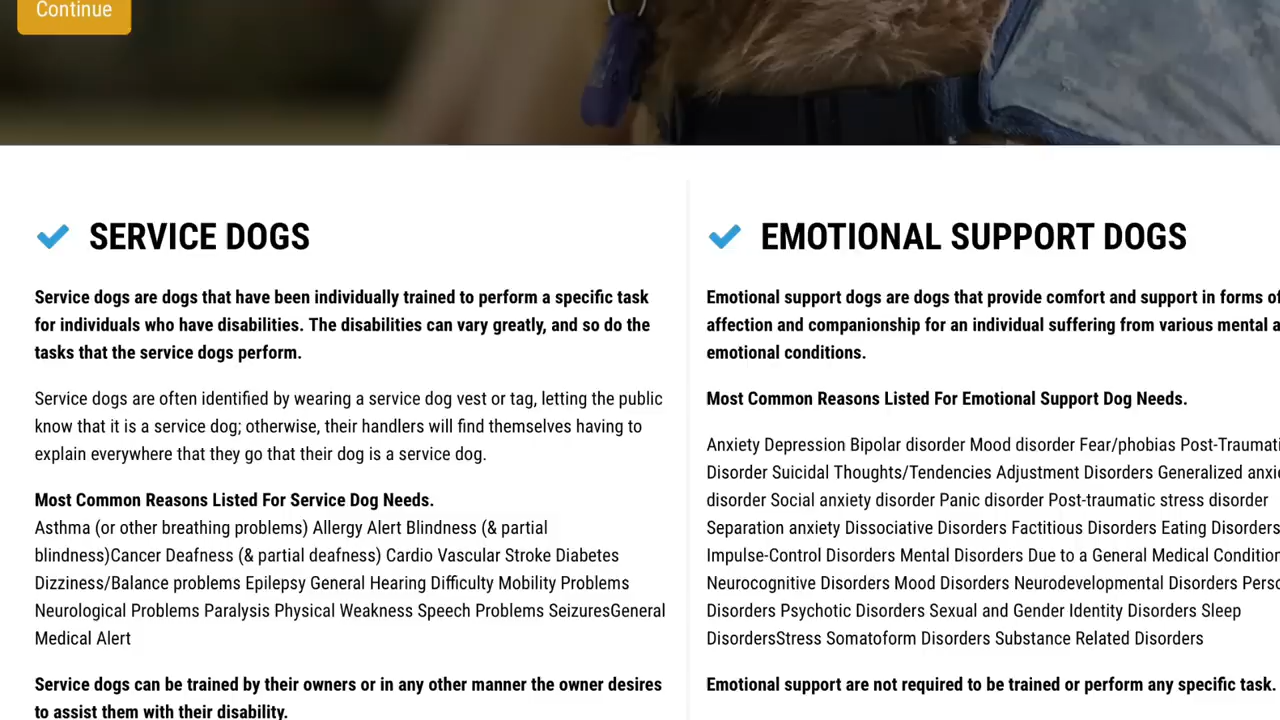 Continue
SERVICE DOGS
Service dogs are dogs that have been individually trained to perform a specific task
for individuals who have disabilities. The disabilities can vary greatly, and so do the
tasks that the service dogs perform.
Service dogs are often identified by wearing a service dog vest or tag, letting the public
know that it is a service dog; otherwise, their handlers will find themselves having to
explain everywhere that they go that their dog is a service dog.
Most Common Reasons Listed For Service Dog Needs.
Asthma (or other breathing problems) Allergy Alert Blindness (& partial
blindness)Cancer Deafness (& partial deafness) Cardio Vascular Stroke Diabetes
Dizziness/Balance problems Epilepsy General Hearing Difficulty Mobility Problems
Neurological Problems Paralysis Physical Weakness Speech Problems SeizuresGeneral
Medical Alert
Service dogs can be trained by their owners or in any other manner the owner desires
to assist them with their disability.
EMOTIONAL SUPPORT DOGS
Emotional support dogs are dogs that provide comfort and support in forms of
affection and companionship for an individual suffering from various mental a
emotional conditions.
Most Common Reasons Listed For Emotional Support Dog Needs.
Anxiety Depression Bipolar disorder Mood disorder Fear/phobias Post-Traumati
Disorder Suicidal Thoughts/Tendencies Adjustment Disorders Generalized anxie
disorder Social anxiety disorder Panic disorder Post-traumatic stress disorder
Separation anxiety Dissociative Disorders Factitious Disorders Eating Disorders
Impulse-Control Disorders Mental Disorders Due to a General Medical Condition
Neurocognitive Disorders Mood Disorders Neurodevelopmental Disorders Perso
Disorders Psychotic Disorders Sexual and Gender Identity Disorders Sleep
DisordersStress Somatoform Disorders Substance Related Disorders
Emotional support are not required to be trained or perform any specific task.